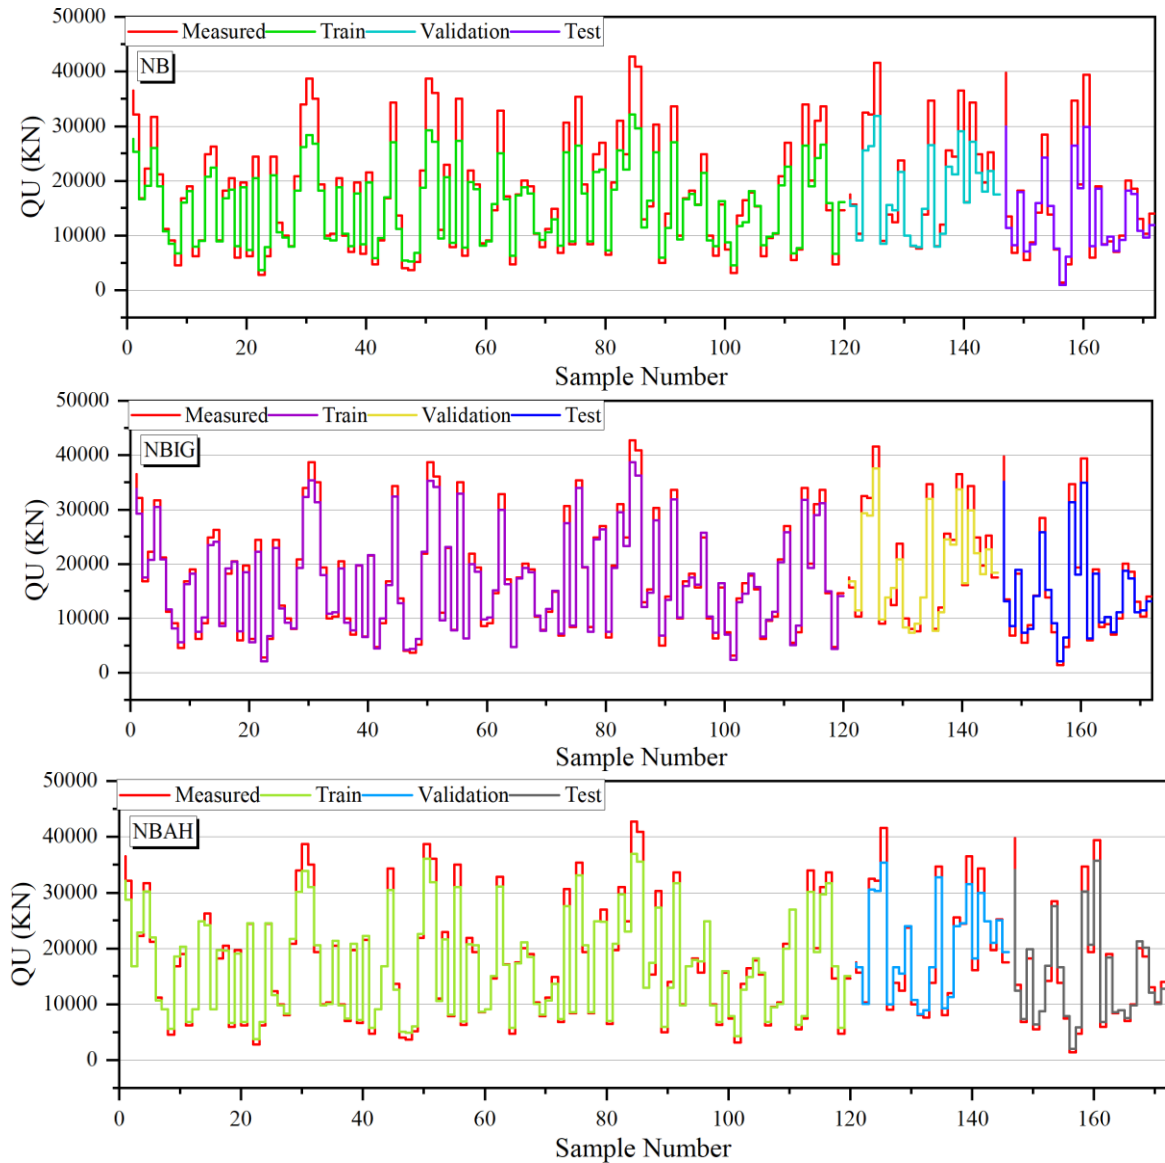 50000
Measured Train Validation Test
NB
40000
30000
20000
10000
0
QU (KN)
0 20 40 60 80 100 120 140 160
Sample Number
50000
Measured Train Validation Test
NBIG
40000
30000
20000
10000
0
QU (KN)
0 20 40 60 80 100 120 140 160
Sample Number
50000
Measured Train Validation Test
NBAH
40000
30000
20000
10000
0
QU (KN)
0 20 40 60 80 100 120 140 160
Sample Number